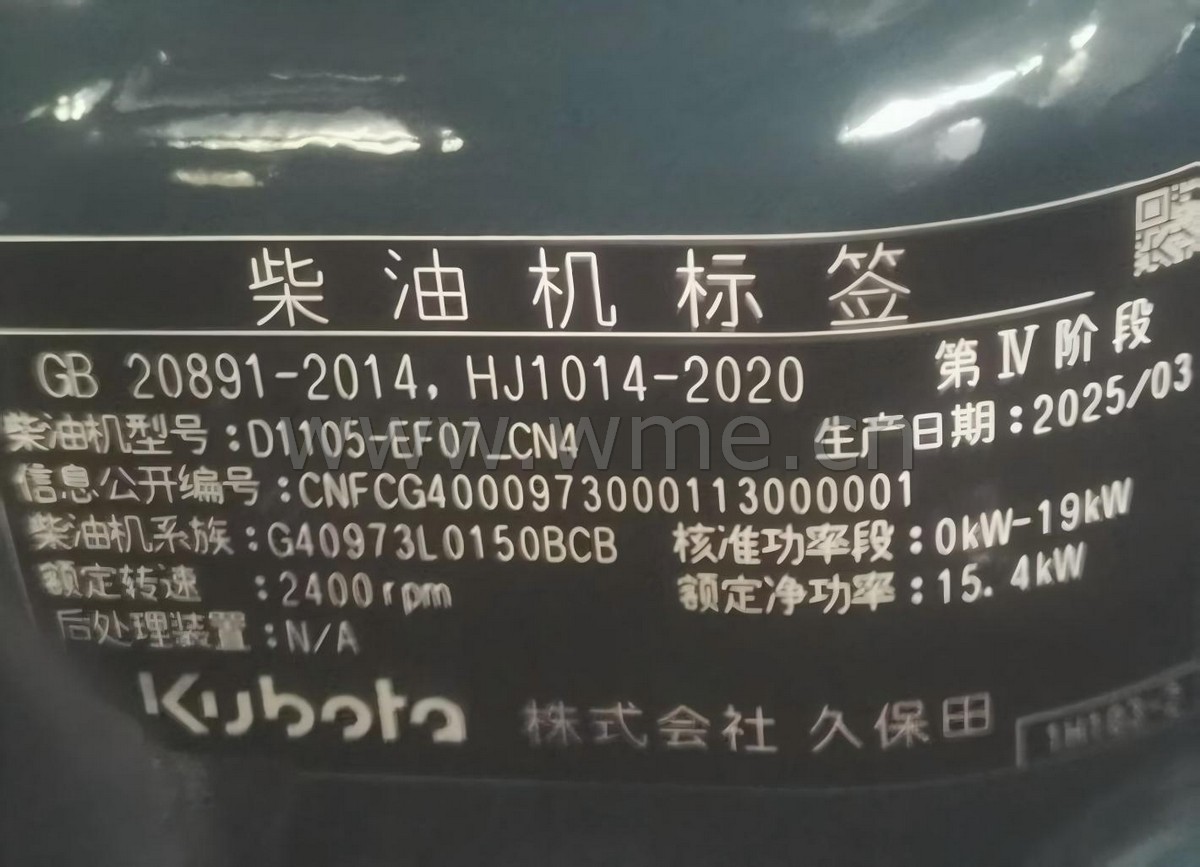 柴油机标签
GB 20891-2014, HJ1014-2020 第Ⅳ阶段
柴油机型号:D1105-EF07_CN4 生产日期:2025/03
信息公开编号:CNFCG4000973000113000001
柴油机系族:G40973L0150BCB 核准功率段:0kW-19kW
额定转速 :2400rpm 额定净功率:15.4kW
后处理装置:N/A
Kubota 株式会社 久保田
www.wme.cn